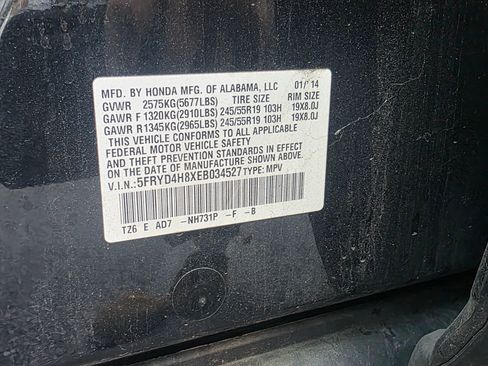 MFD. BY HONDA MFG. OF ALABAMA, LLC 01/'14
GVWR 2575KG(5677LBS) TIRE SIZE RIM SIZE
GAWR F 1320KG(2910LBS) 245/55R19 103H 19X8.0J
GAWR R1345KG(2965LBS) 245/55R19 103H 19X8.0J
THIS VEHICLE CONFORMS TO ALL APPLICABLE
FEDERAL MOTOR VEHICLE SAFETY, BUMPER,
AND THEFT PREVENTION STANDARDS IN EFFECT
ON THE DATE OF MANUFACTURE SHOWN ABOVE.
V.I.N.:5FRYD4H8XEB034527 TYPE: MPV
TZ6 E AD7 -NH731P -F -B